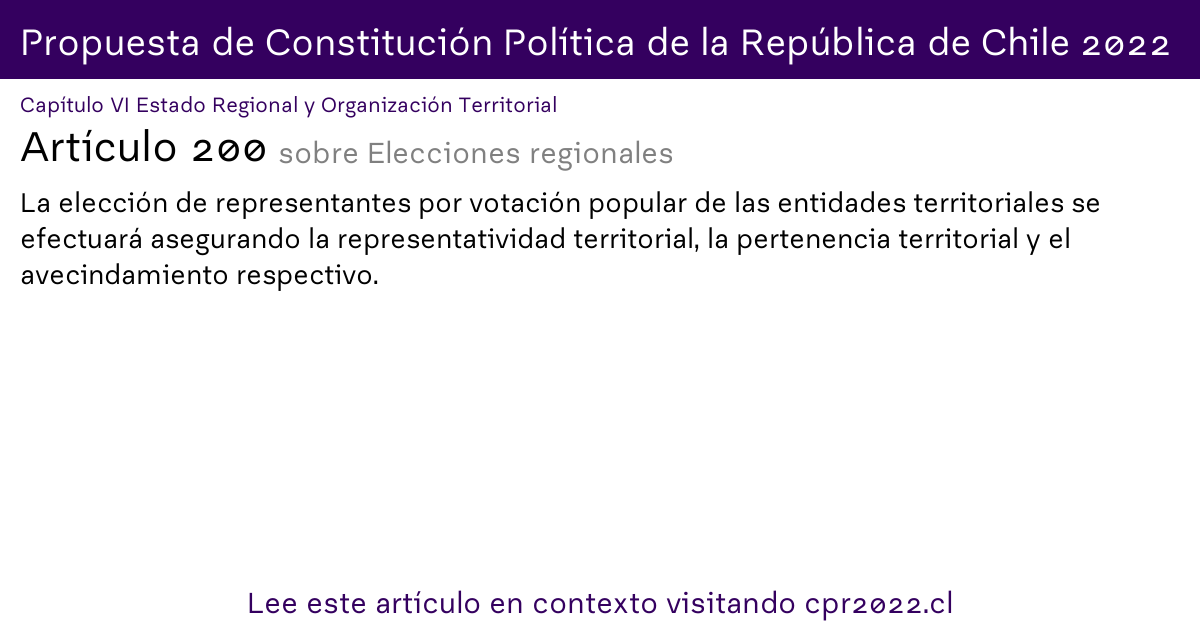 Propuesta de Constitución Política de la República de Chile 2022
Capítulo VI Estado Regional y Organización Territorial
Artículo 200 sobre Elecciones regionales
La elección de representantes por votación popular de las entidades territoriales se
efectuará asegurando la representatividad territorial, la pertenencia territorial y el
avecindamiento respectivo.
Lee este artículo en contexto visitando cpr2022.cl